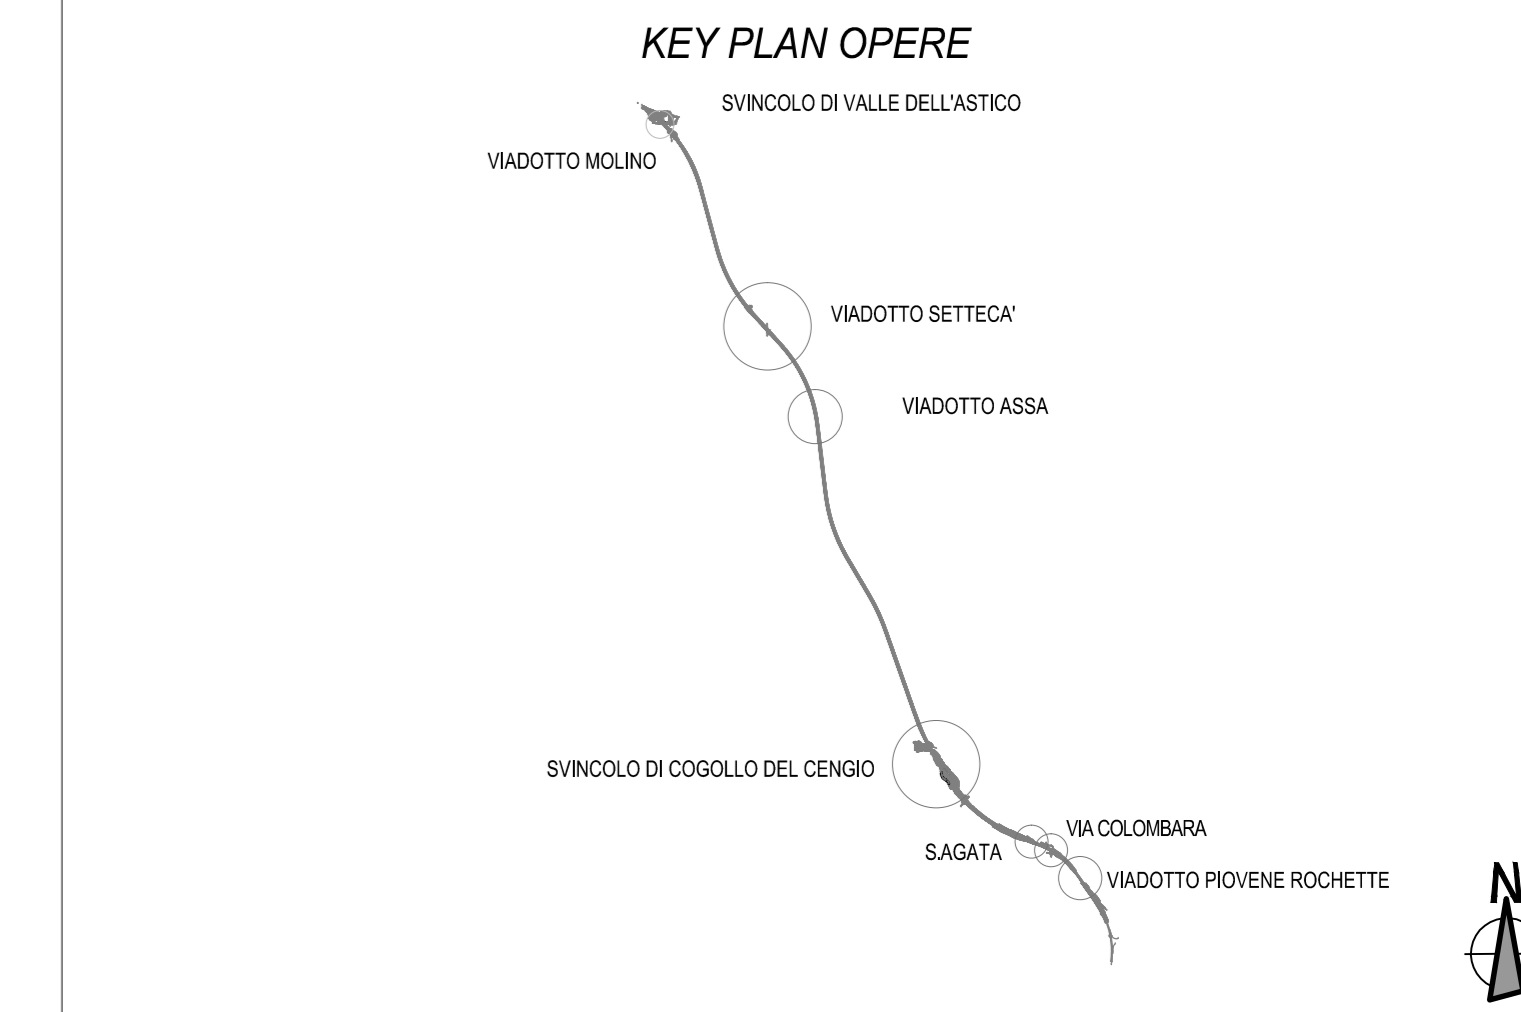 KEY PLAN OPERE
SVINCOLO DI VALLE DELL'ASTICO
VIADOTTO MOLINO
VIADOTTO SETTECA'
VIADOTTO ASSA
SVINCOLO DI COGOLLO DEL CENGIO
VIA COLOMBARA
S.AGATA
VIADOTTO PIOVENE ROCHETTE
N